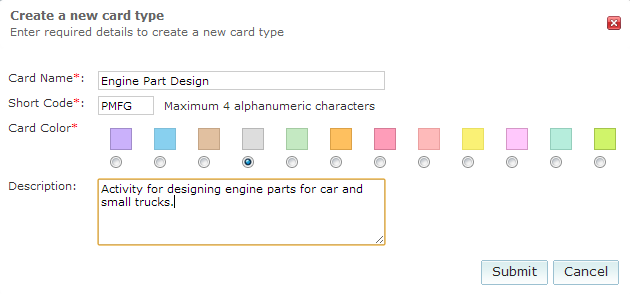 Create a new card type
Enter required details to create a new card type
Card Name*: Engine Part Design
Short Code*: PMFG Maximum 4 alphanumeric characters
Card Color*
Description: Activity for designing engine parts for car and
small trucks.
Submit Cancel